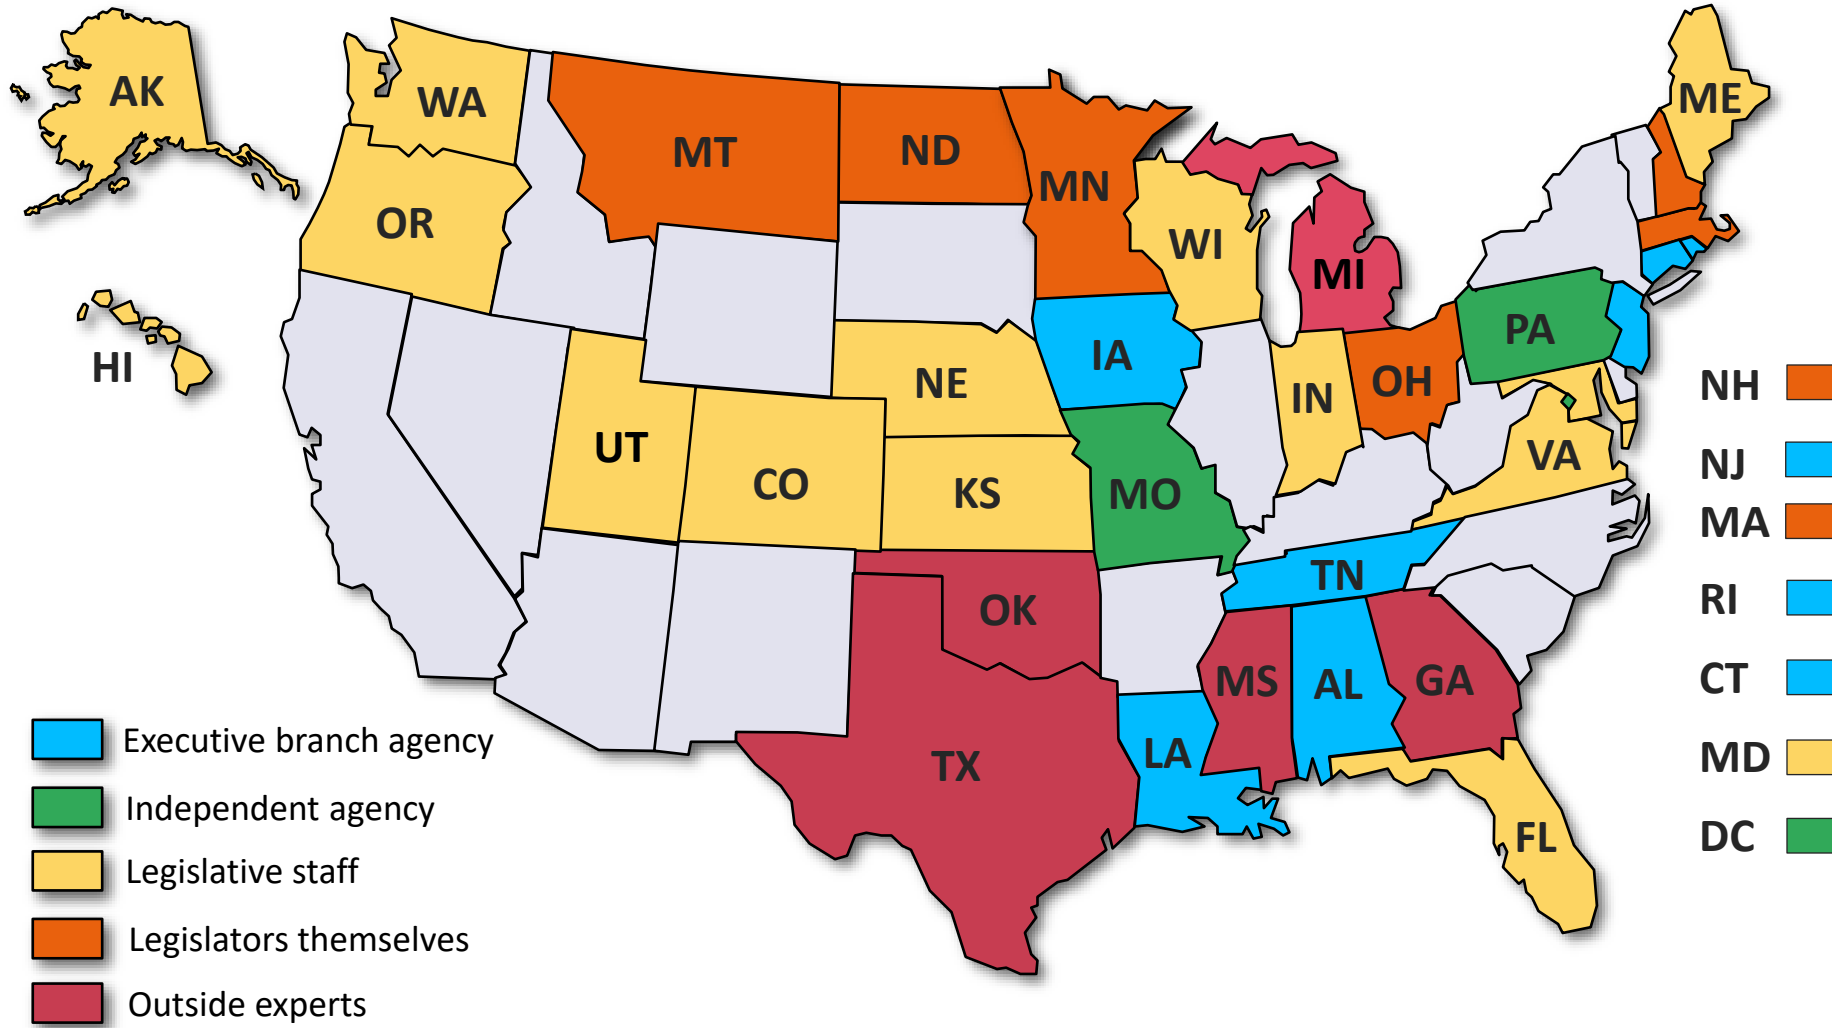 AK
WA
ME
MT
ND
MN
OR
WI
MI
PA
IA
HI
NE
OH
IN
NH
UT
VA
NJ
CO
KS
MO
MA
TN
RI
OK
MS
AL
GA
CT
Executive branch agency
LA
TX
MD
Independent agency
FL
DC
Legislative staff
Legislators themselves
Outside experts